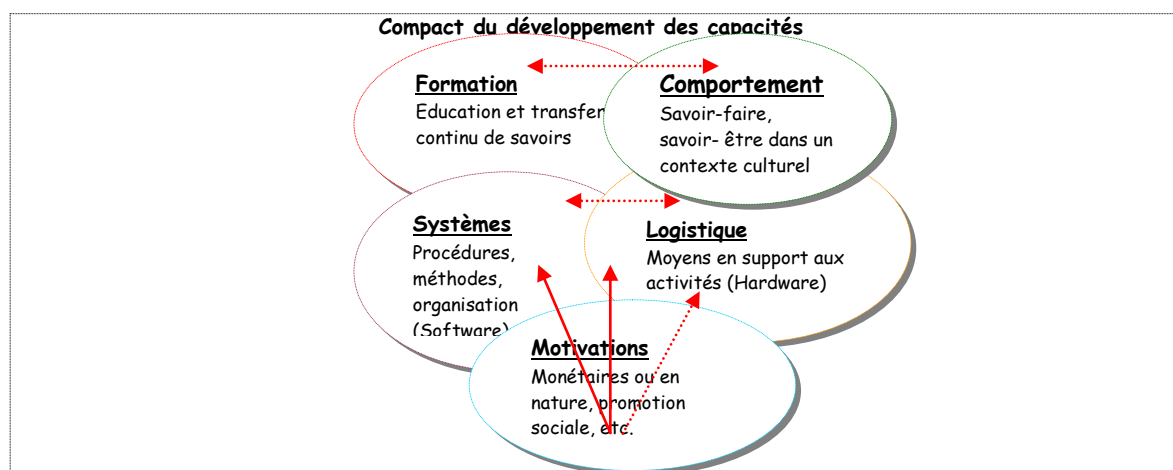 Compact du développement des capacités
Formation
Education et transfer
continu de savoirs
Comportement
Savoir-faire,
savoir- être dans un
contexte culturel
Systèmes
Procédures,
méthodes,
organisation
(Software)
Logistique
Moyens en support aux
activités (Hardware)
Motivations
Monétaires ou en
nature, promotion
sociale, etc.